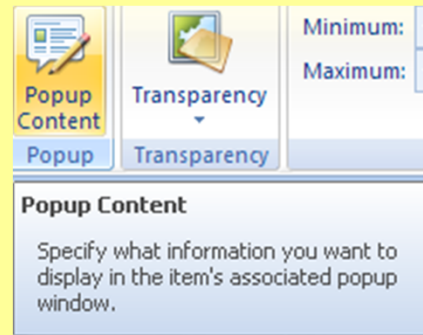 Minimum:
Maximum:
Popup
Content
Transparency
Popup
Transparency
Popup Content
Specify what information you want to
display in the item's associated popup
window.